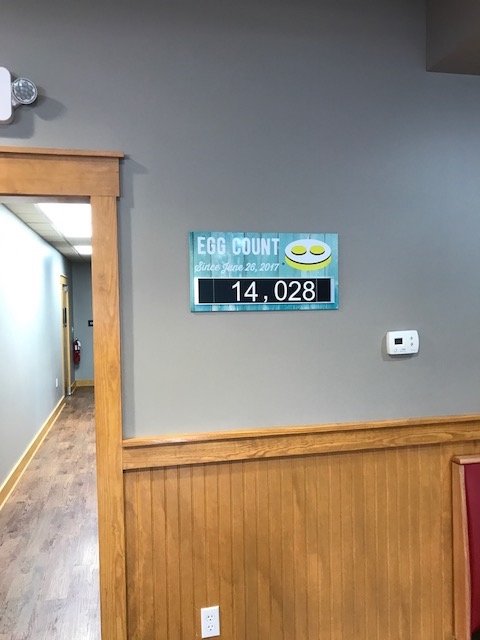 EGG COUNT
Since June 26, 2017
14,028